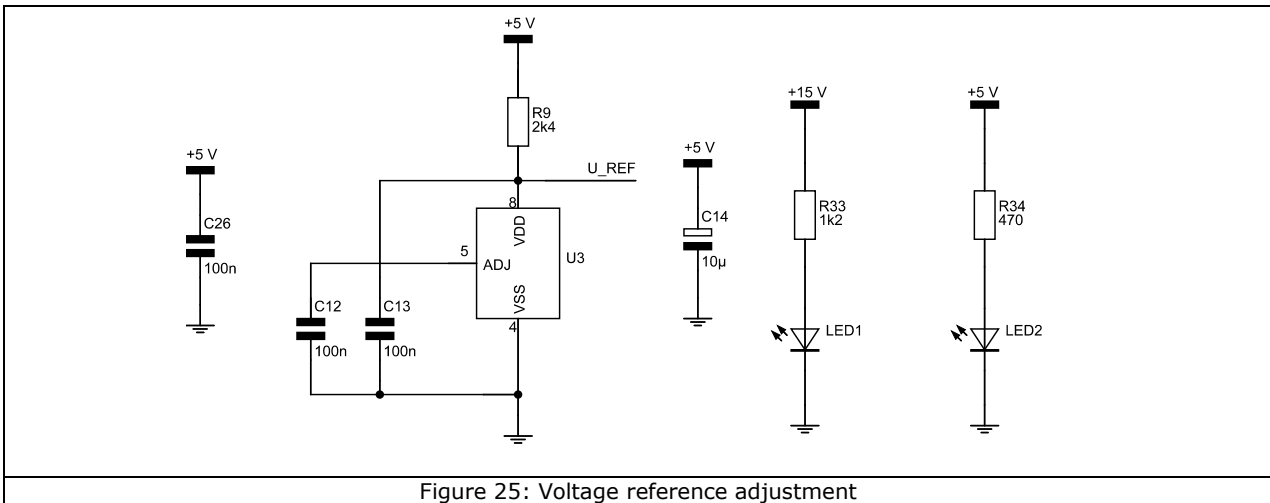 +5 V
C26
100n
+5 V
R9
2k4
U_REF
8
VDD
5
ADJ
U3
VSS
4
C12
100n
C13
100n
+5 V
C14
10µ
+15 V
R33
1k2
LED1
+5 V
R34
470
LED2
Figure 25: Voltage reference adjustment